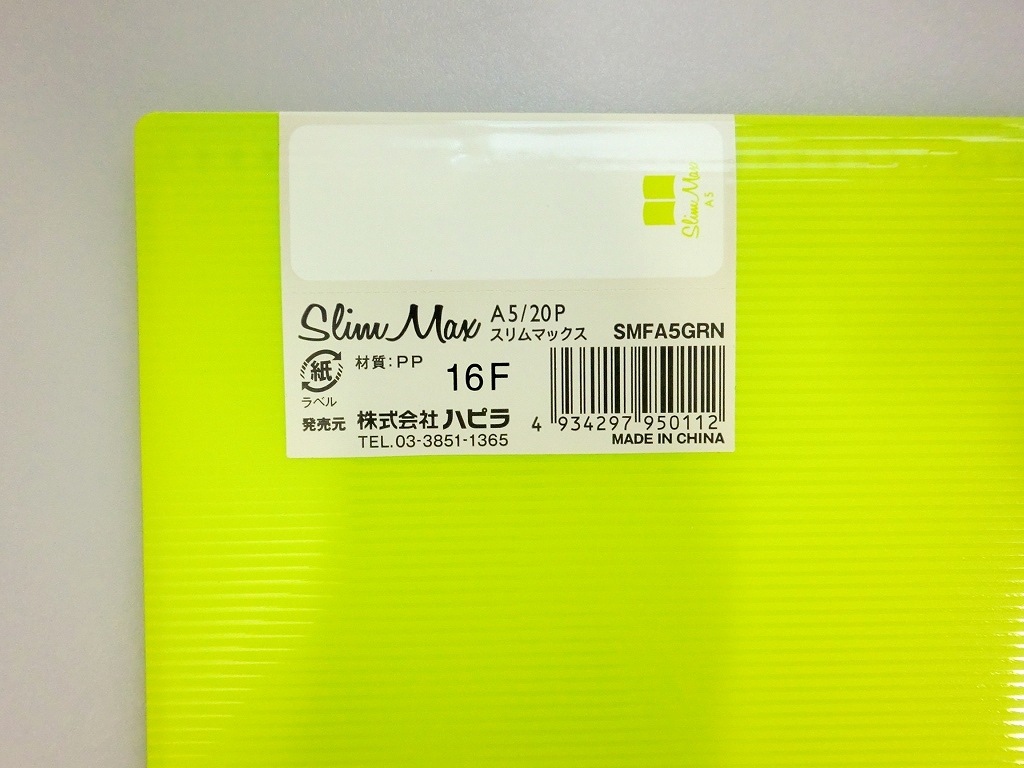 Slim Max
A5
Slim Max A5/20P
スリムマックス SMFA5GRN
紙
ラベル
材質:PP
16F
発売元 株式会社ハピラ
TEL.03-3851-1365
4 934297 950112
MADE IN CHINA